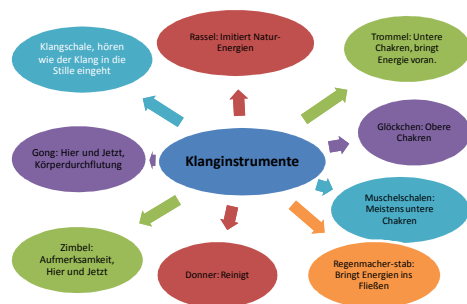 Klangschale, hören
wie der Klang in die
Stille eingeht
Rassel: Imitiert Natur-
Energien
Trommel: Untere
Chakren, bringt
Energie voran.
Gong: Hier und Jetzt,
Körperdurchflutung
Klanginstrumente
Glöckchen: Obere
Chakren
Muschelschalen:
Meistens untere
Chakren
Zimbel:
Aufmerksamkeit,
Hier und Jetzt
Donner: Reinigt
Regenmacher-stab:
Bringt Energien ins
Fließen